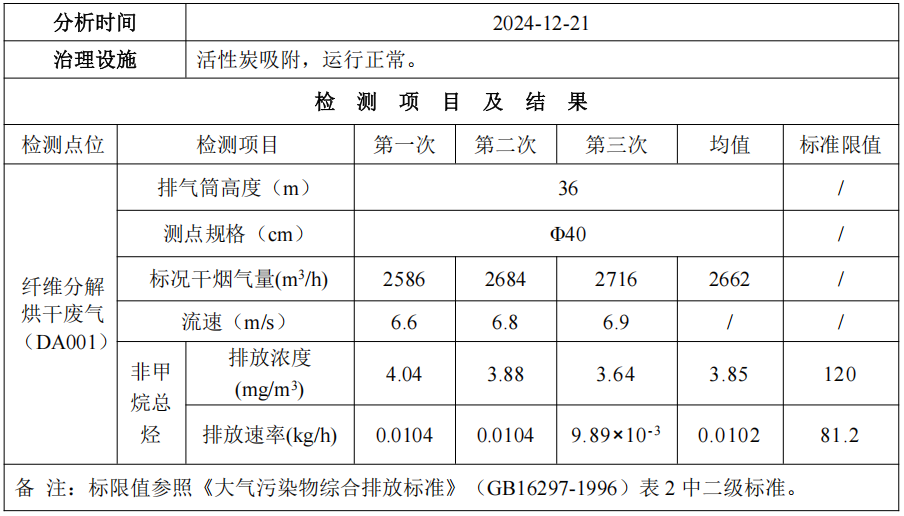 分析时间 2024-12-21
治理设施 活性炭吸附，运行正常。
检 测 项 目 及 结 果
检测点位 检测项目 第一次 第二次 第三次 均值 标准限值
纤维分解烘干废气（DA001） 排气筒高度（m） 36 /
测点规格（cm） Φ40 /
标况干烟气量(m³/h) 2586 2684 2716 2662 /
流速（m/s） 6.6 6.8 6.9 / /
非甲烷总烃 排放浓度(mg/m³) 4.04 3.88 3.64 3.85 120
排放速率(kg/h) 0.0104 0.0104 9.89×10⁻³ 0.0102 81.2
备 注：标限值参照《大气污染物综合排放标准》（GB16297-1996）表 2 中二级标准。